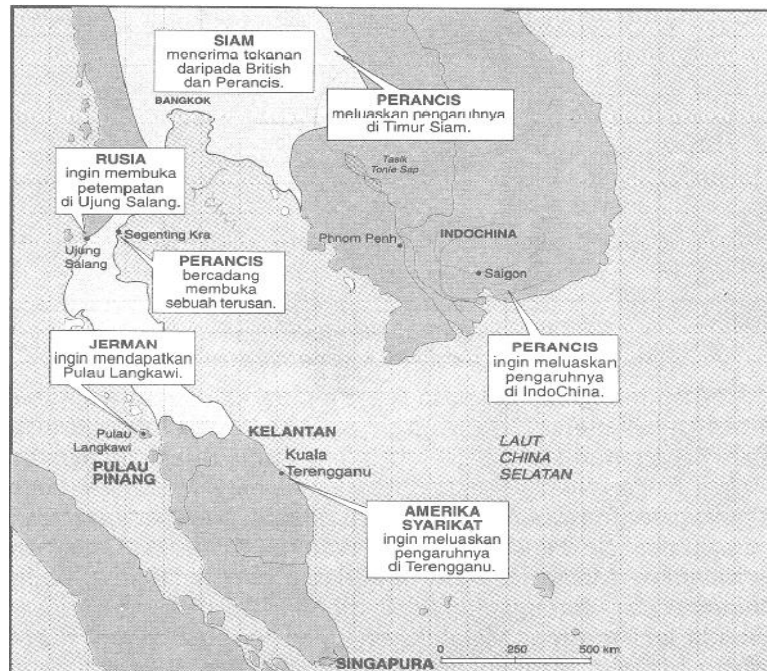 SIAM
menerima tekanan
daripada British
dan Perancis.
BANGKOK
PERANCIS
meluaskan pengaruhnya
di Timur Siam.
RUSIA
ingin membuka
petempatan
di Ujung Salang.
Tasik
Tonle Sap
Ujung
Salang
Segenting Kra
Phnom Penh
INDOCHINA
Saigon
PERANCIS
bercadang
membuka
sebuah terusan.
JERMAN
ingin mendapatkan
Pulau Langkawi.
PERANCIS
ingin meluaskan
pengaruhnya
di IndoChina.
Pulau
Langkawi
PULAU
PINANG
KELANTAN
Kuala
Terengganu
LAUT
CHINA
SELATAN
AMERIKA
SYARIKAT
ingin meluaskan
pengaruhnya
di Terengganu.
SINGAPURA
0 250 500 km